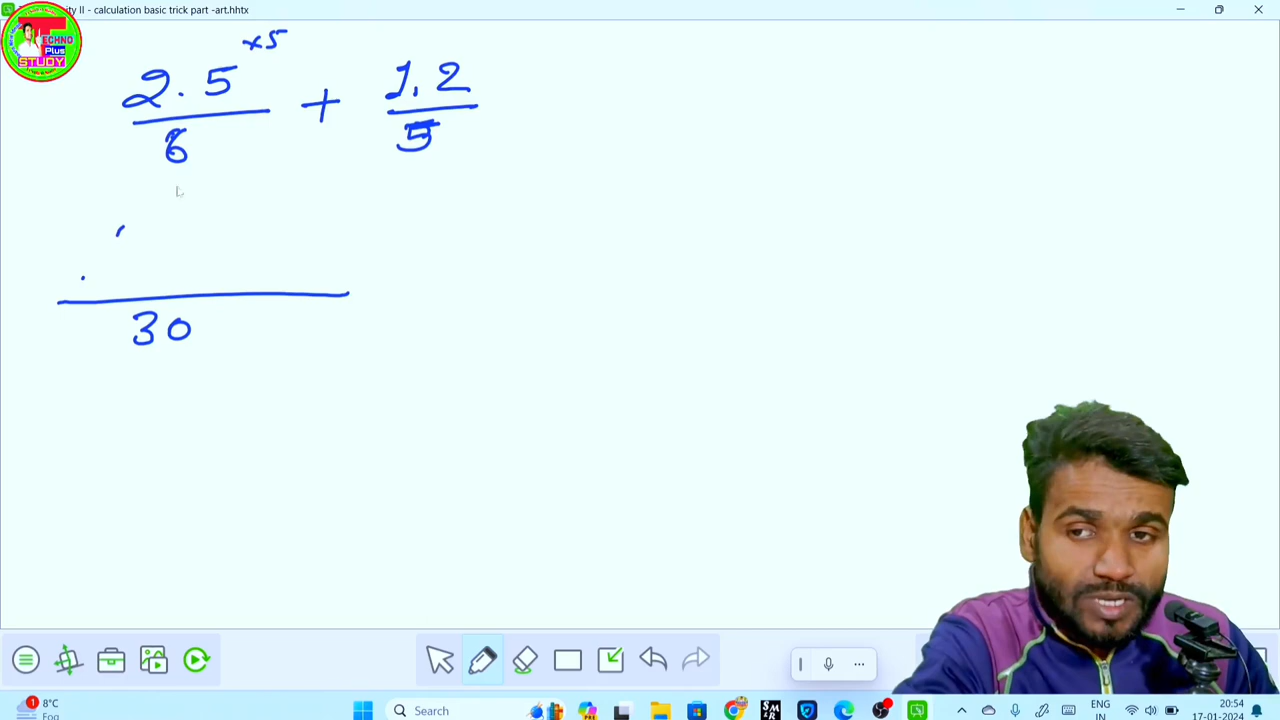 ity II - calculation basic trick part -art.hhtx
TECHNO
Plus
STUDY
×5
2.5 + 1.2
6 5
30
1
8°C
Fog
Search
ENG
IN
20:54
17-01-2024